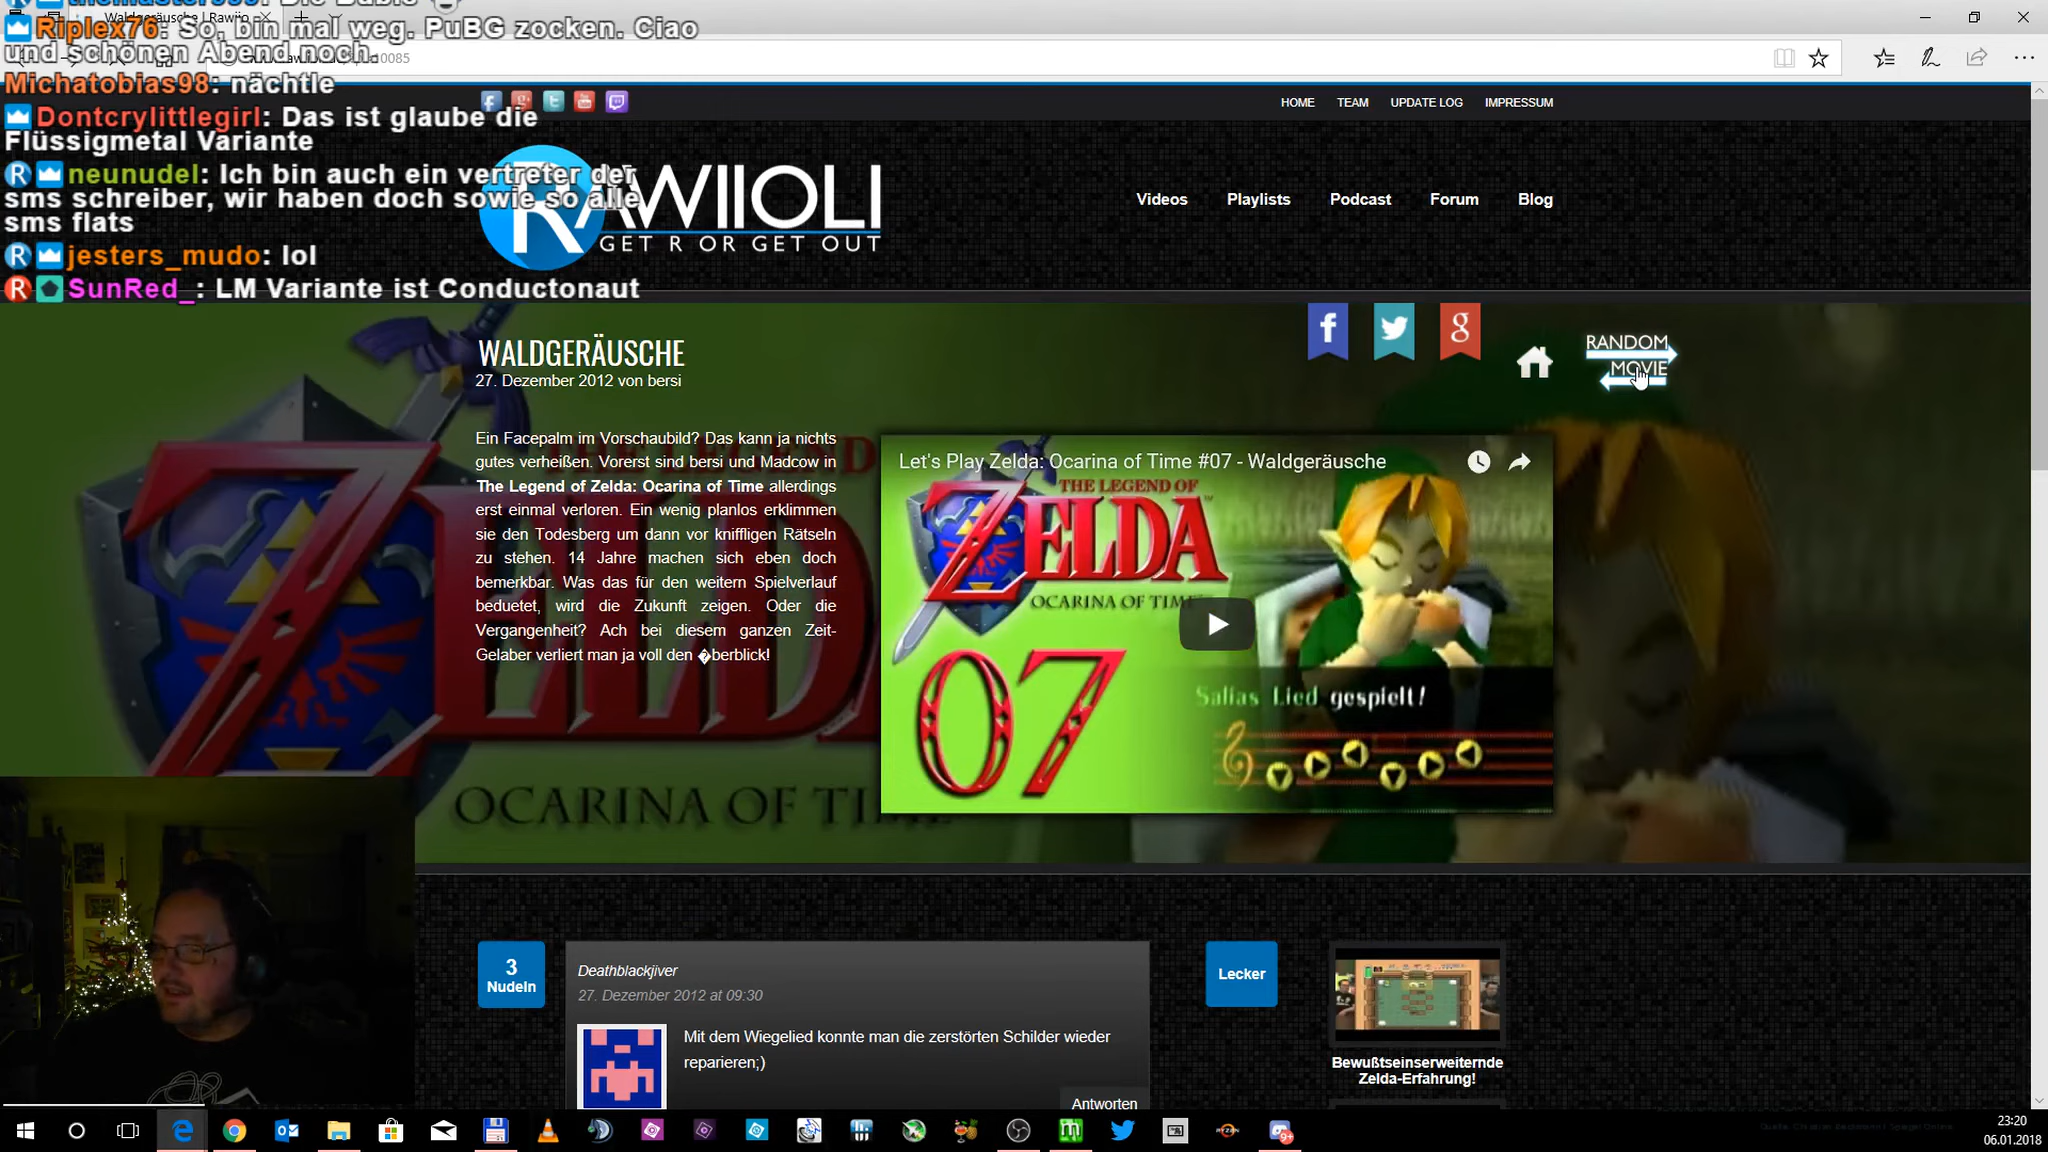 Waldgeräusche | Rawiio
Riplex76: So, bin mal weg. PuBG zocken. Ciao
und schönen Abend noch.
10085
Michatobias98: nächtle
Dontcrylittlegirl: Das ist glaube die
Flüssigmetal Variante
neunudel: Ich bin auch ein vertreter der
sms schreiber, wir haben doch sowie so alle
sms flats
jesters_mudo: lol
SunRed_: LM Variante ist Conductonaut
HOME TEAM UPDATE LOG IMPRESSUM
RAWIIOLI
GET R OR GET OUT
Videos Playlists Podcast Forum Blog
WALDGERÄUSCHE
27. Dezember 2012 von bersi
RANDOM
MOVIE
Ein Facepalm im Vorschaubild? Das kann ja nichts
gutes verheißen. Vorerst sind bersi und Madcow in
The Legend of Zelda: Ocarina of Time allerdings
erst einmal verloren. Ein wenig planlos erklimmen
sie den Todesberg um dann vor kniffligen Rätseln
zu stehen. 14 Jahre machen sich eben doch
bemerkbar. Was das für den weitern Spielverlauf
beduetet, wird die Zukunft zeigen. Oder die
Vergangenheit? Ach bei diesem ganzen Zeit-
Gelaber verliert man ja voll den �berblick!
Let's Play Zelda: Ocarina of Time #07 - Waldgeräusche
THE LEGEND OF
ZELDA
OCARINA OF TIME
07
Salias Lied gespielt!
ZELDA
OCARINA OF TIME
3
Nudeln
Deathblackjiver
27. Dezember 2012 at 09:30
Mit dem Wiegelied konnte man die zerstörten Schilder wieder
reparieren;)
Antworten
Lecker
Bewußtseinserweiternde
Zelda-Erfahrung!
23:20
06.01.2018